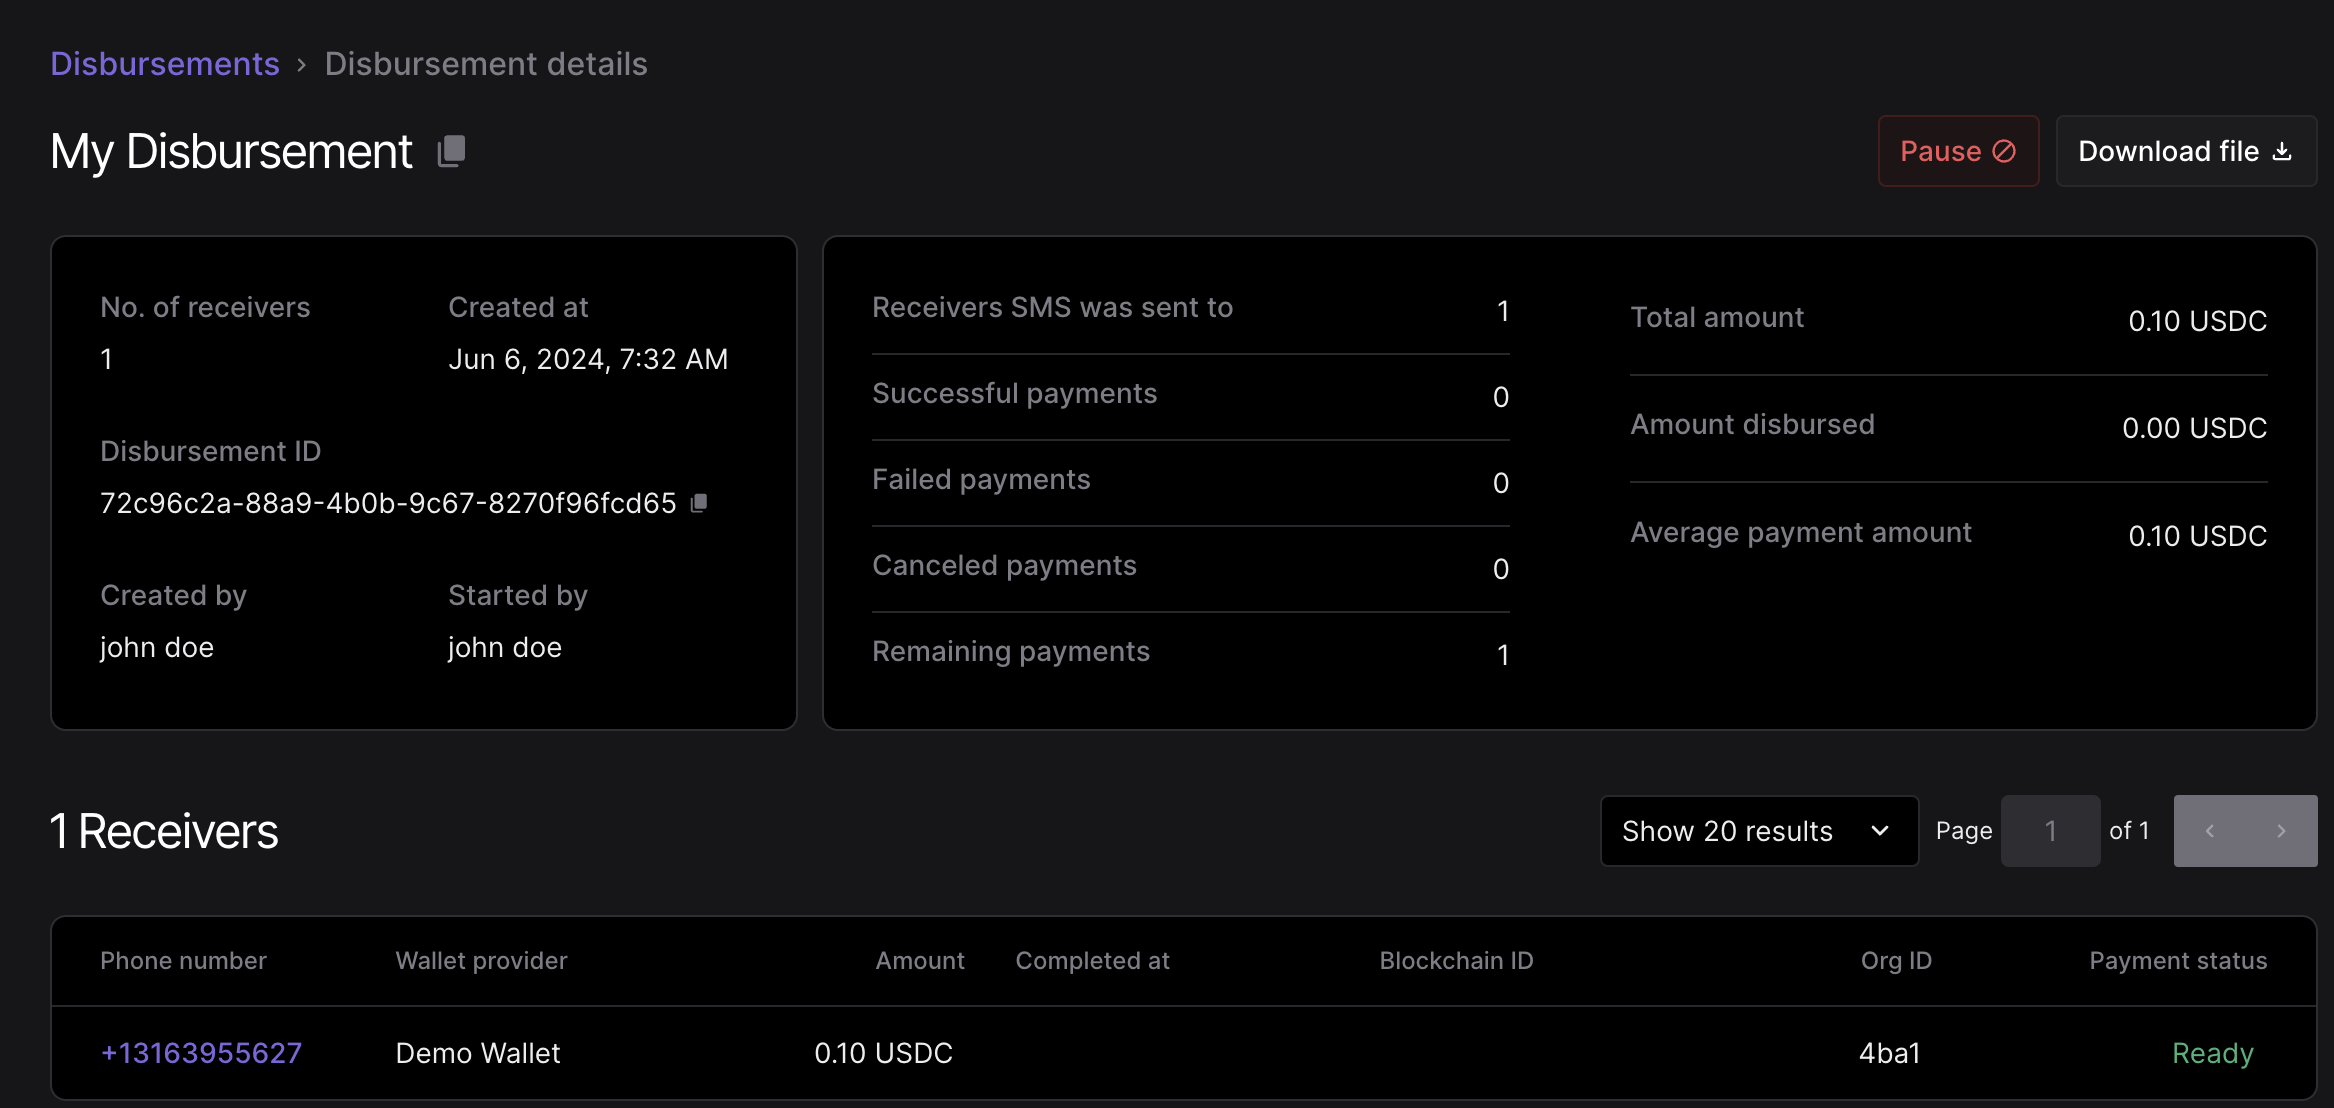 Disbursements › Disbursement details
My Disbursement
Pause
Download file
No. of receivers
1
Created at
Jun 6, 2024, 7:32 AM
Disbursement ID
72c96c2a-88a9-4b0b-9c67-8270f96fcd65
Created by
john doe
Started by
john doe
Receivers SMS was sent to 1
Successful payments 0
Failed payments 0
Canceled payments 0
Remaining payments 1
Total amount 0.10 USDC
Amount disbursed 0.00 USDC
Average payment amount 0.10 USDC
1 Receivers
Show 20 results
Page 1 of 1
Phone number Wallet provider Amount Completed at Blockchain ID Org ID Payment status
+13163955627 Demo Wallet 0.10 USDC 4ba1 Ready